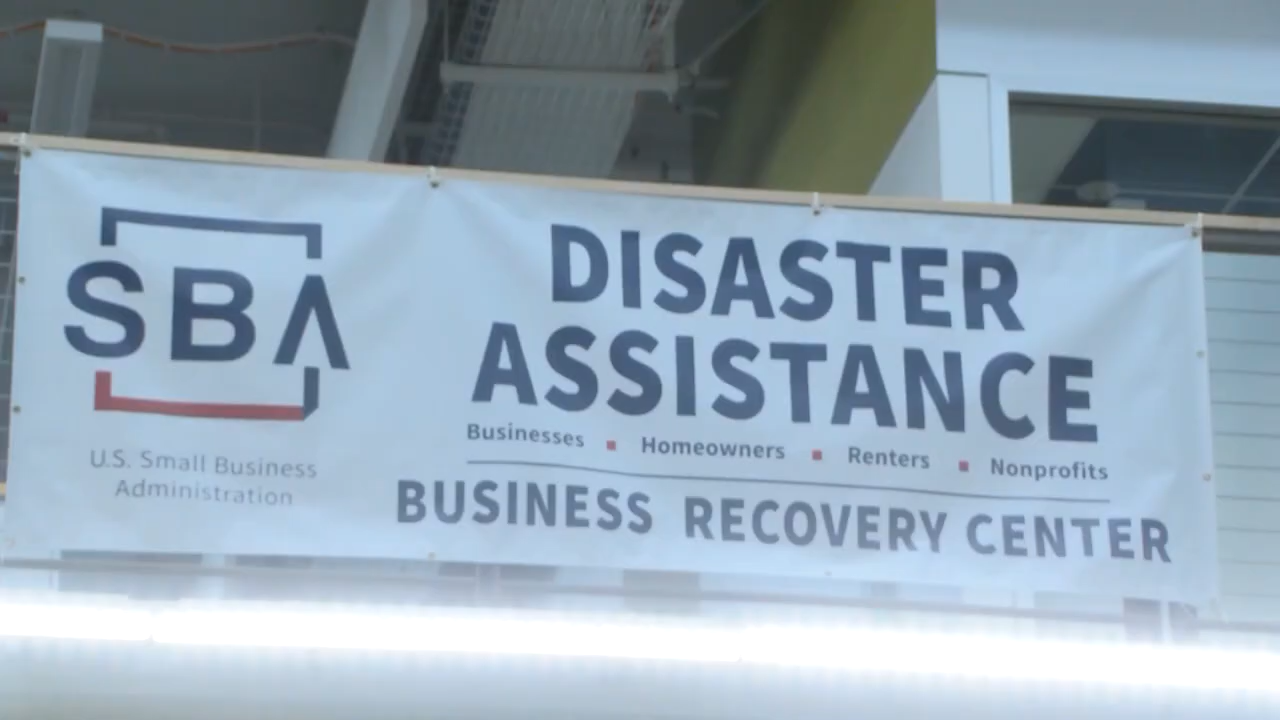 SBA
U.S. Small Business
Administration
DISASTER
ASSISTANCE
Businesses ▪ Homeowners ▪ Renters ▪ Nonprofits
BUSINESS RECOVERY CENTER